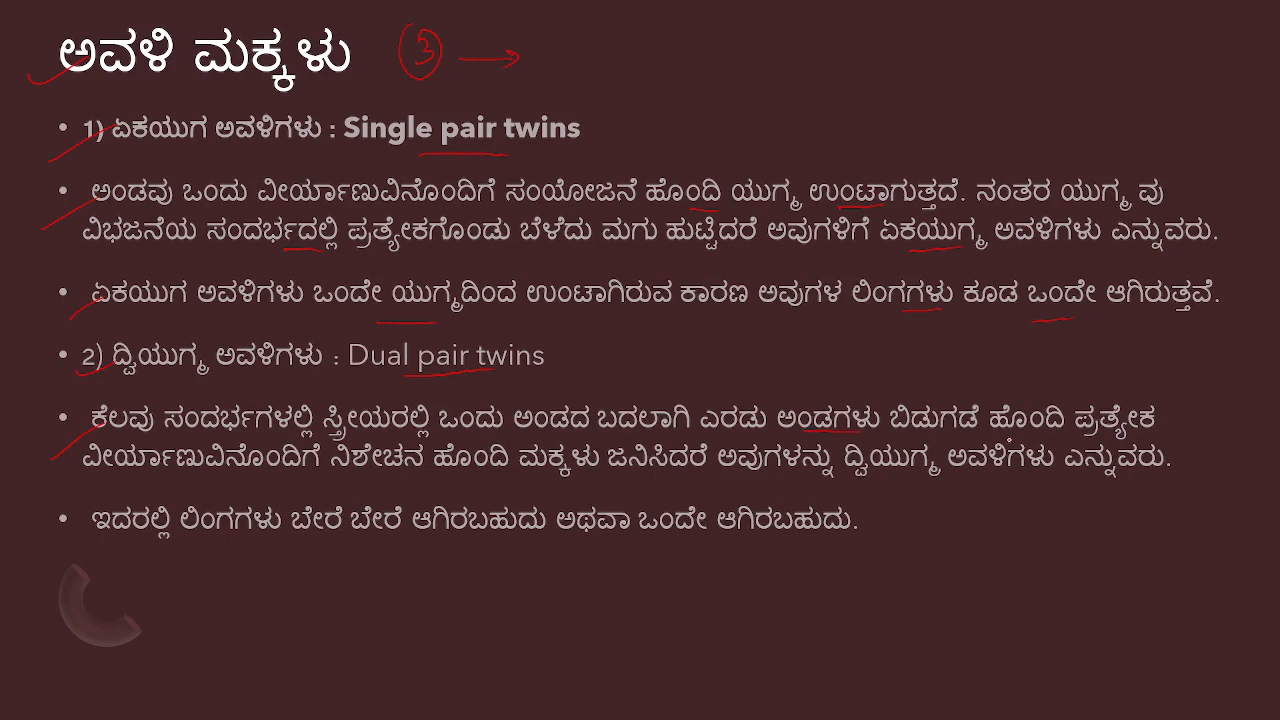 ಅವಳಿ ಮಕ್ಕಳು ③ →
• 1) ಏಕಯುಗ ಅವಳಿಗಳು : Single pair twins
• ಅಂಡವು ಒಂದು ವೀರ್ಯಾಣುವಿನೊಂದಿಗೆ ಸಂಯೋಜನೆ ಹೊಂದಿ ಯುಗ್ಮ ಉಂಟಾಗುತ್ತದೆ. ನಂತರ ಯುಗ್ಮ ವು
ವಿಭಜನೆಯ ಸಂದರ್ಭದಲ್ಲಿ ಪ್ರತ್ಯೇಕಗೊಂಡು ಬೆಳೆದು ಮಗು ಹುಟ್ಟಿದರೆ ಅವುಗಳಿಗೆ ಏಕಯುಗ್ಮ ಅವಳಿಗಳು ಎನ್ನುವರು.
• ಏಕಯುಗ ಅವಳಿಗಳು ಒಂದೇ ಯುಗ್ಮದಿಂದ ಉಂಟಾಗಿರುವ ಕಾರಣ ಅವುಗಳ ಲಿಂಗಗಳು ಕೂಡ ಒಂದೇ ಆಗಿರುತ್ತವೆ.
• 2) ದ್ವಿಯುಗ್ಮ ಅವಳಿಗಳು : Dual pair twins
• ಕೆಲವು ಸಂದರ್ಭಗಳಲ್ಲಿ ಸ್ತ್ರೀಯರಲ್ಲಿ ಒಂದು ಅಂಡದ ಬದಲಾಗಿ ಎರಡು ಅಂಡಗಳು ಬಿಡುಗಡೆ ಹೊಂದಿ ಪ್ರತ್ಯೇಕ
ವೀರ್ಯಾಣುವಿನೊಂದಿಗೆ ನಿಶೇಚನ ಹೊಂದಿ ಮಕ್ಕಳು ಜನಿಸಿದರೆ ಅವುಗಳನ್ನು ದ್ವಿಯುಗ್ಮ ಅವಳಿಗಳು ಎನ್ನುವರು.
• ಇದರಲ್ಲಿ ಲಿಂಗಗಳು ಬೇರೆ ಬೇರೆ ಆಗಿರಬಹುದು ಅಥವಾ ಒಂದೇ ಆಗಿರಬಹುದು.